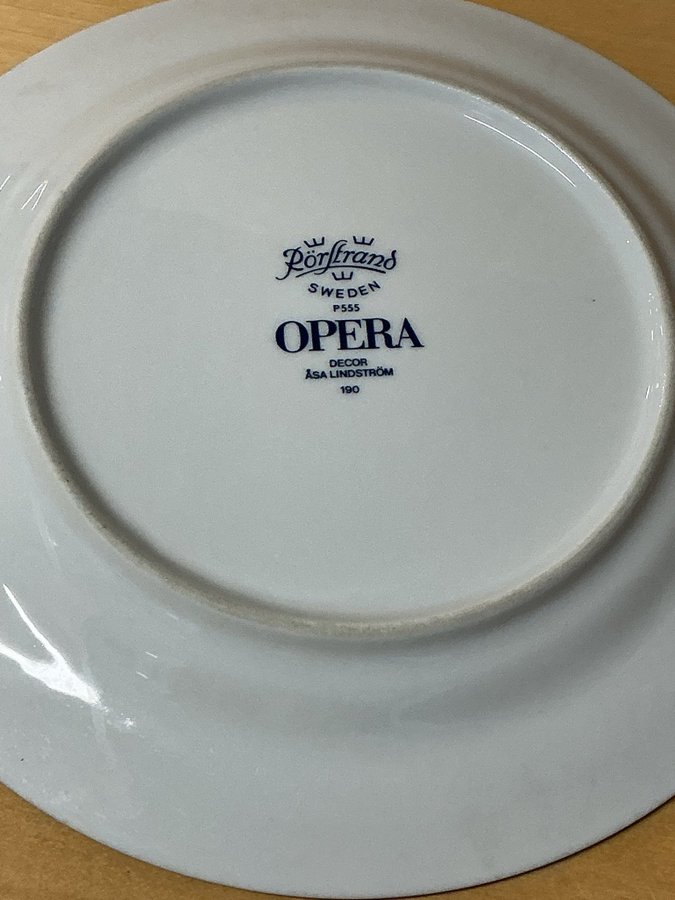 Rörstrand
SWEDEN
P555
OPERA
DECOR
ÅSA LINDSTRÖM
190